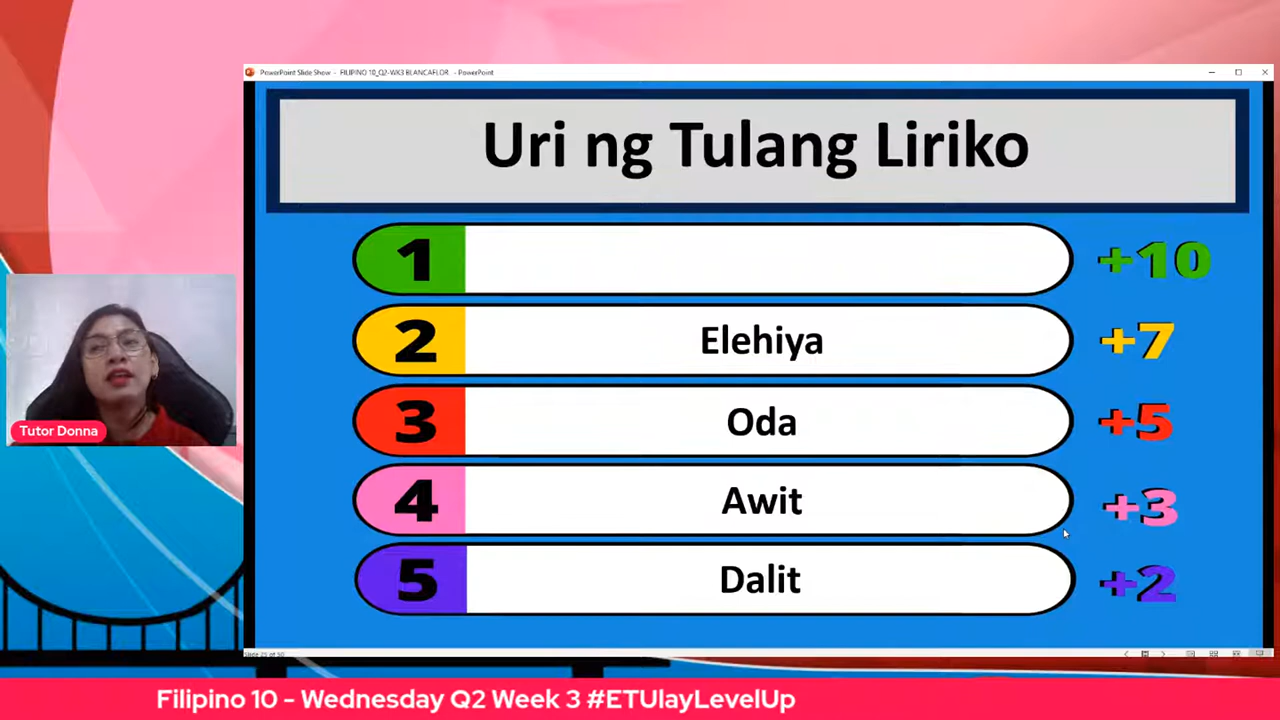 PowerPoint Slide Show - FILIPINO 10_Q2-WK3 BLANCAFLOR - PowerPoint
Uri ng Tulang Liriko
1 +10
2 Elehiya +7
3 Oda +5
4 Awit +3
5 Dalit +2
Tutor Donna
Filipino 10 - Wednesday Q2 Week 3 #ETUlayLevelUp